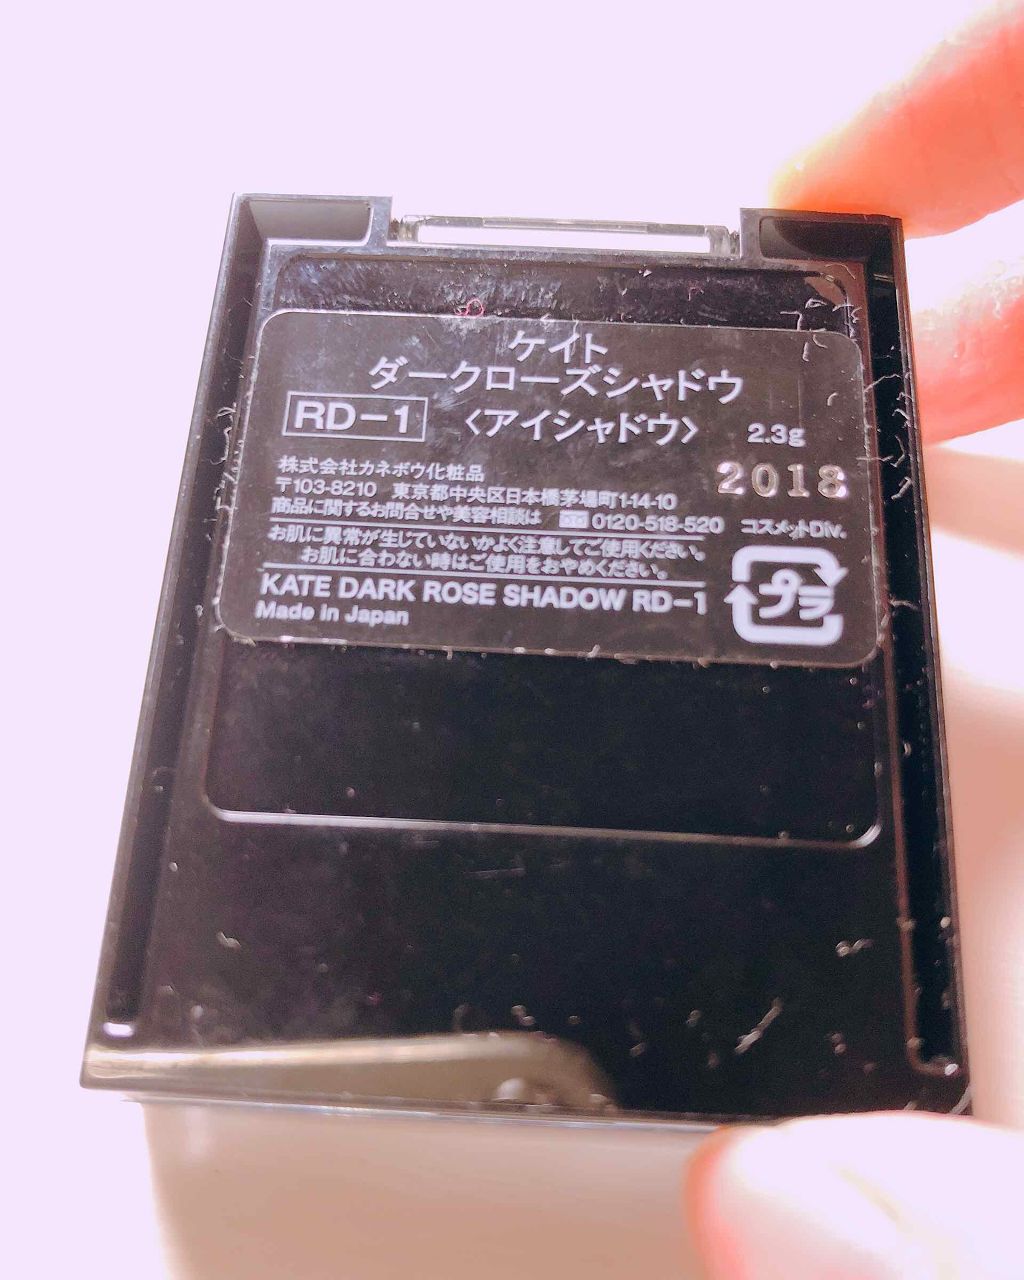 ケイト
ダークローズシャドウ
RD-1 〈アイシャドウ〉 2.3g
株式会社カネボウ化粧品 2018
〒103-8210 東京都中央区日本橋茅場町1-14-10
商品に関するお問合せや美容相談は 0120-518-520 コスメットDiv.
お肌に異常が生じていないかよく注意してご使用ください。
お肌に合わない時はご使用をおやめください。
KATE DARK ROSE SHADOW RD-1
Made in Japan
プラ